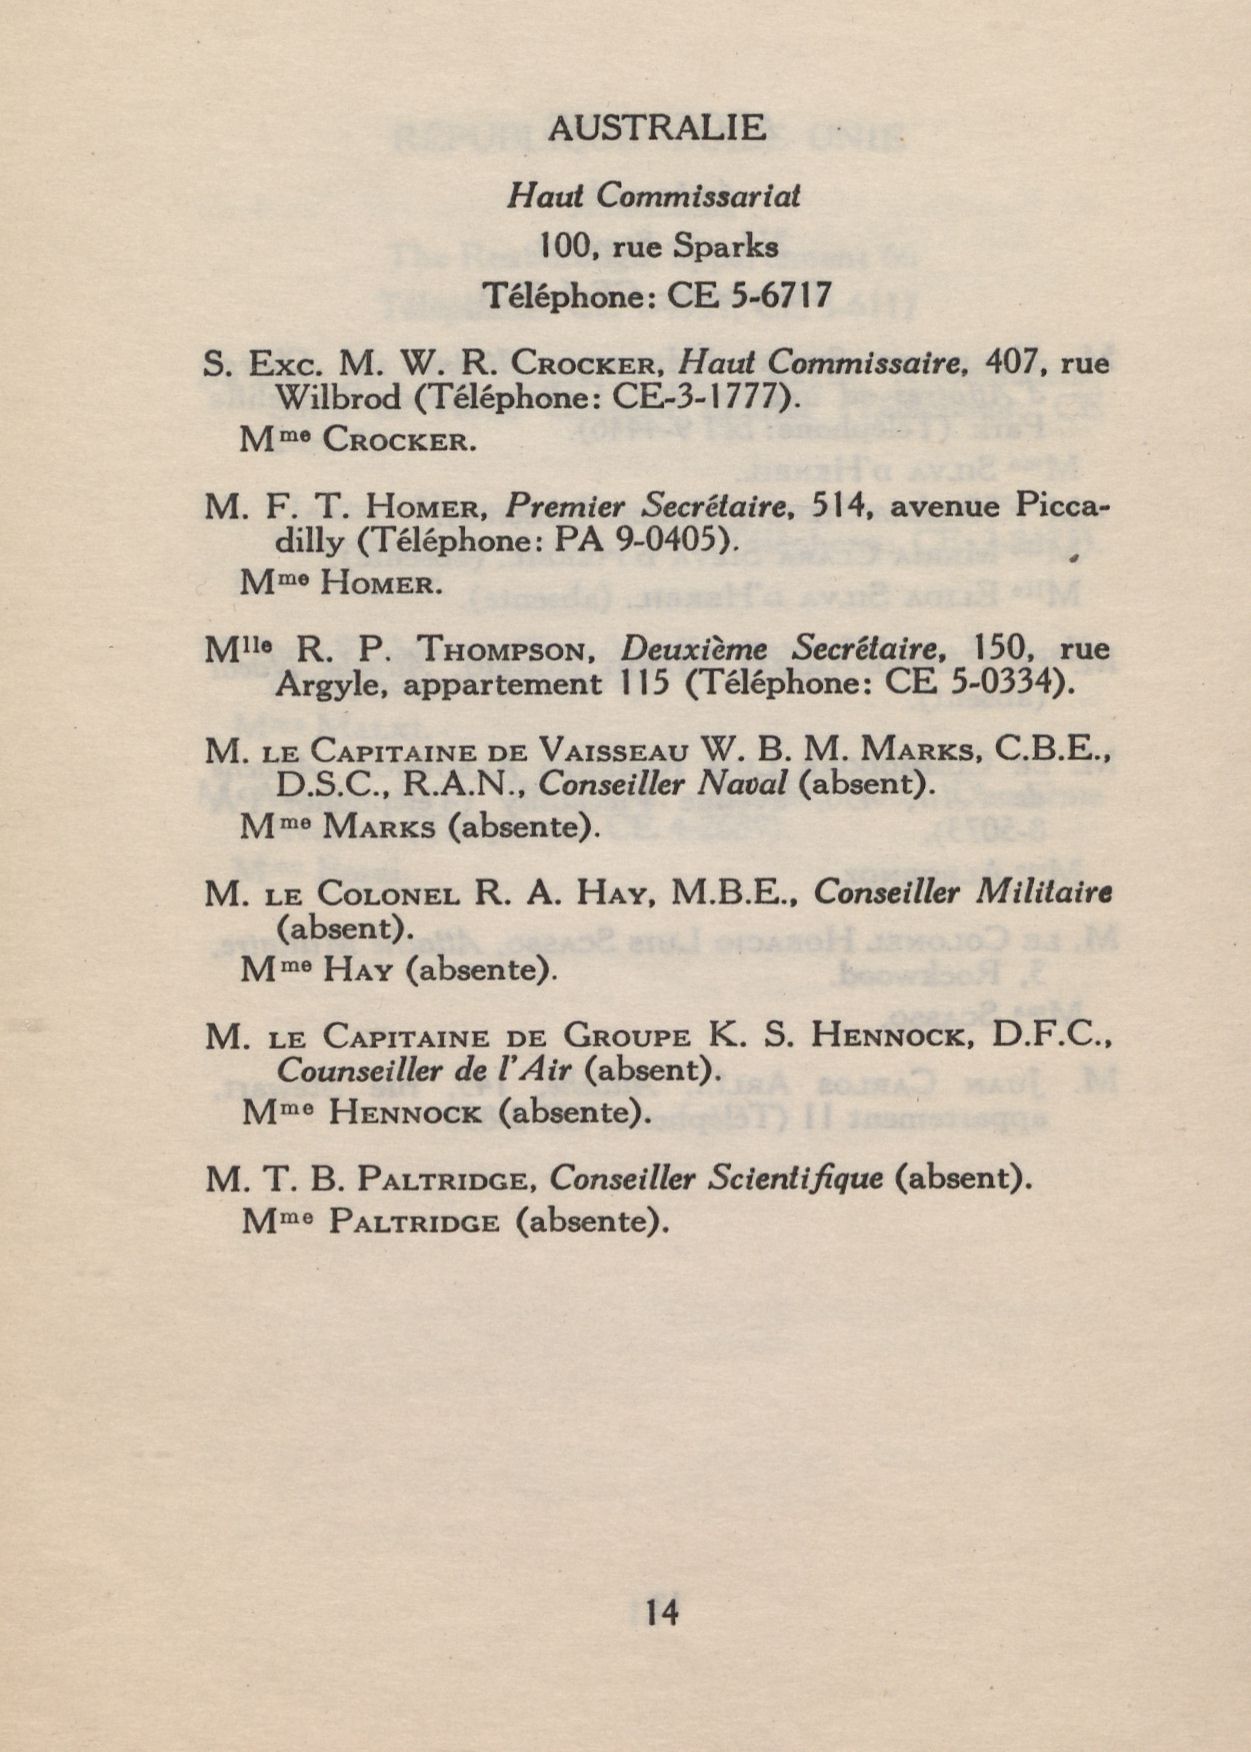 AUSTRALIE
Haut Commissariat
100, rue Sparks
Téléphone: CE 5-6717
S. Exc. M. W. R. CROCKER, Haut Commissaire, 407, rue
Wilbrod (Téléphone: CE-3-1777).
Mme CROCKER.
M. F. T. HOMER, Premier Secrétaire, 514, avenue Picca-
dilly (Téléphone: PA 9-0405).
Mme HOMER.
Mlle R. P. THOMPSON, Deuxième Secrétaire, 150, rue
Argyle, appartement 115 (Téléphone: CE 5-0334).
M. LE CAPITAINE DE VAISSEAU W. B. M. MARKS, C.B.E.,
D.S.C., R.A.N., Conseiller Naval (absent).
Mme MARKS (absente).
M. LE COLONEL R. A. HAY, M.B.E., Conseiller Militaire
(absent).
Mme HAY (absente).
M. LE CAPITAINE DE GROUPE K. S. HENNOCK, D.F.C.,
Counseiller de l'Air (absent).
Mme HENNOCK (absente).
M. T. B. PALTRIDGE, Conseiller Scientifique (absent).
Mme PALTRIDGE (absente).
14